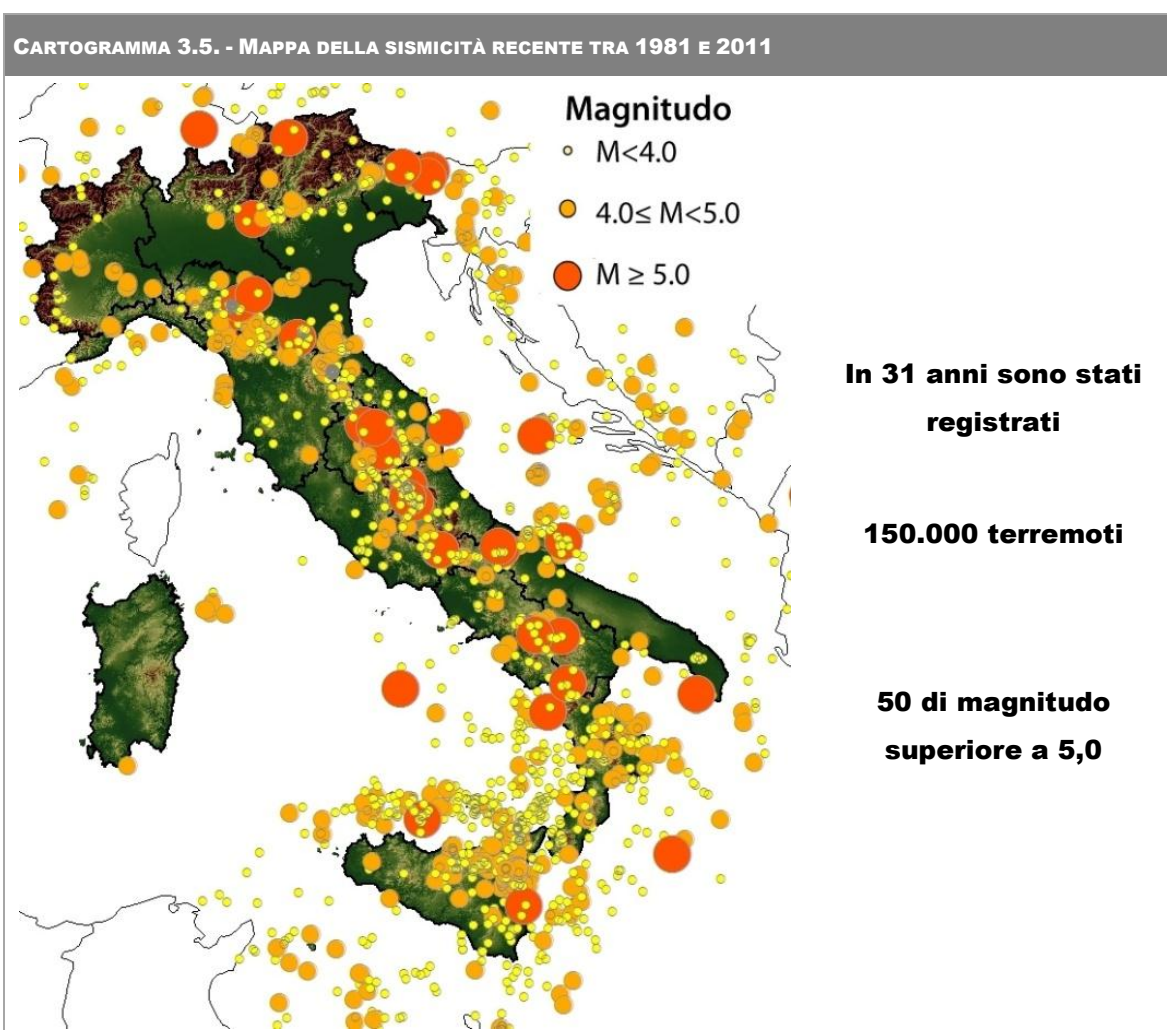 CARTOGRAMMA 3.5. - MAPPA DELLA SISMICITÀ RECENTE TRA 1981 E 2011
Magnitudo
M<4.0
4.0≤ M<5.0
M ≥ 5.0
In 31 anni sono stati
registrati
150.000 terremoti
50 di magnitudo
superiore a 5,0